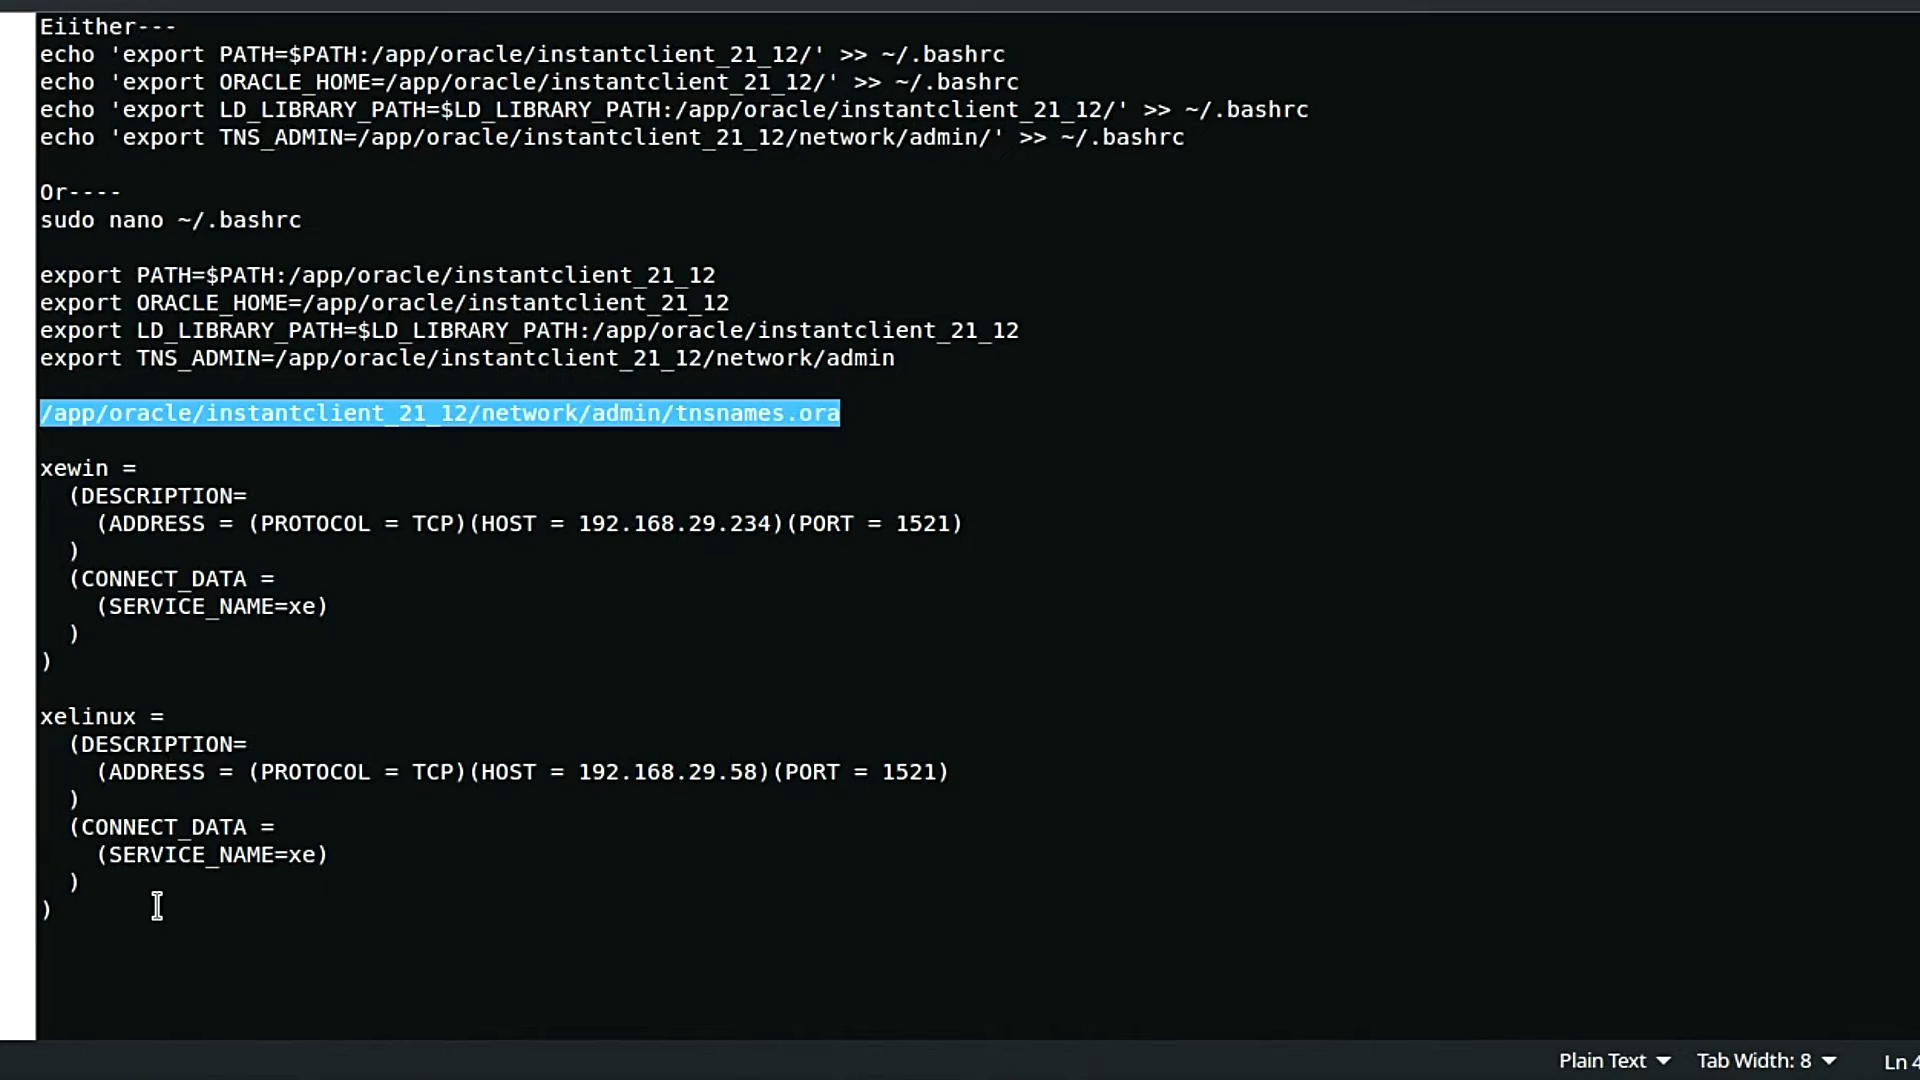 Eiither---
echo 'export PATH=$PATH:/app/oracle/instantclient_21_12/' >> ~/.bashrc
echo 'export ORACLE_HOME=/app/oracle/instantclient_21_12/' >> ~/.bashrc
echo 'export LD_LIBRARY_PATH=$LD_LIBRARY_PATH:/app/oracle/instantclient_21_12/' >> ~/.bashrc
echo 'export TNS_ADMIN=/app/oracle/instantclient_21_12/network/admin/' >> ~/.bashrc
Or----
sudo nano ~/.bashrc
export PATH=$PATH:/app/oracle/instantclient_21_12
export ORACLE_HOME=/app/oracle/instantclient_21_12
export LD_LIBRARY_PATH=$LD_LIBRARY_PATH:/app/oracle/instantclient_21_12
export TNS_ADMIN=/app/oracle/instantclient_21_12/network/admin
/app/oracle/instantclient_21_12/network/admin/tnsnames.ora
xewin =
  (DESCRIPTION=
    (ADDRESS = (PROTOCOL = TCP)(HOST = 192.168.29.234)(PORT = 1521)
  )
  (CONNECT_DATA =
    (SERVICE_NAME=xe)
  )
)
xelinux =
  (DESCRIPTION=
    (ADDRESS = (PROTOCOL = TCP)(HOST = 192.168.29.58)(PORT = 1521)
  )
  (CONNECT_DATA =
    (SERVICE_NAME=xe)
  )
)
Plain Text Tab Width: 8 Ln 4